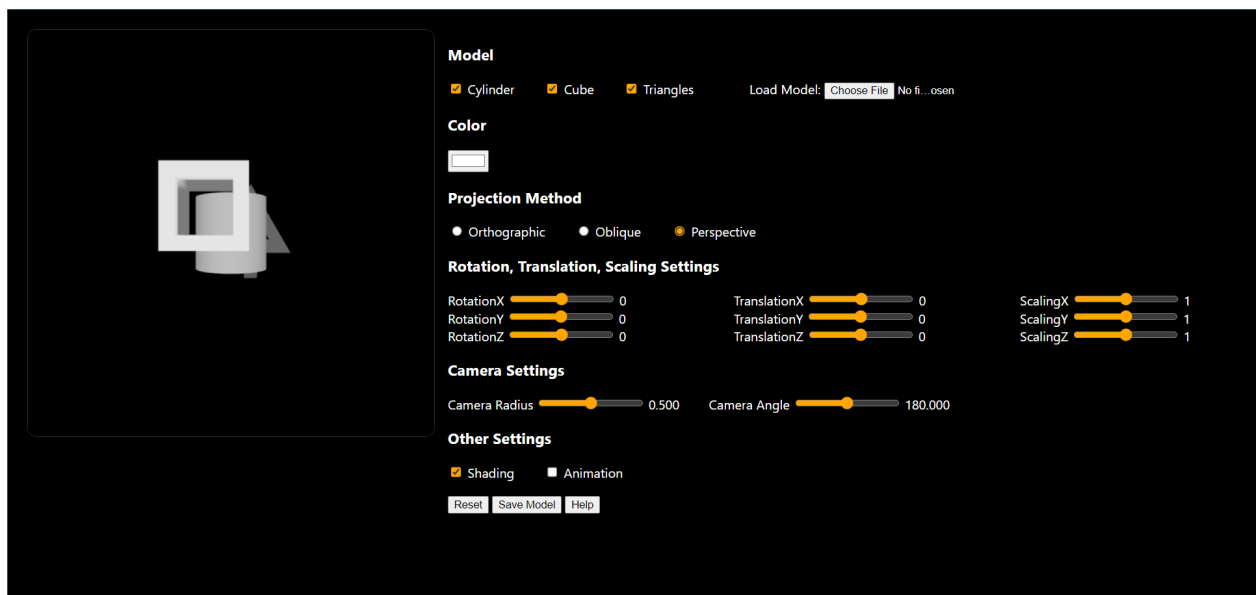 Model
Cylinder Cube Triangles Load Model: Choose File No fi...osen
Color
Projection Method
Orthographic Oblique Perspective
Rotation, Translation, Scaling Settings
RotationX 0 TranslationX 0 ScalingX 1
RotationY 0 TranslationY 0 ScalingY 1
RotationZ 0 TranslationZ 0 ScalingZ 1
Camera Settings
Camera Radius 0.500 Camera Angle 180.000
Other Settings
Shading Animation
Reset Save Model Help